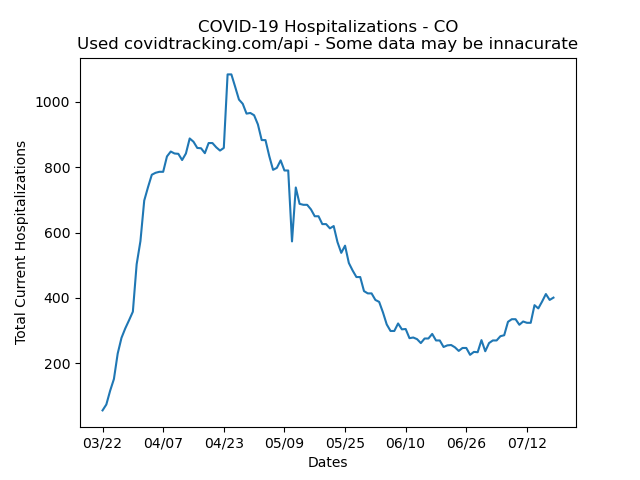 COVID-19 Hospitalizations - CO
Used covidtracking.com/api - Some data may be innacurate
Total Current Hospitalizations
1000
800
600
400
200
03/22 04/07 04/23 05/09 05/25 06/10 06/26 07/12
Dates